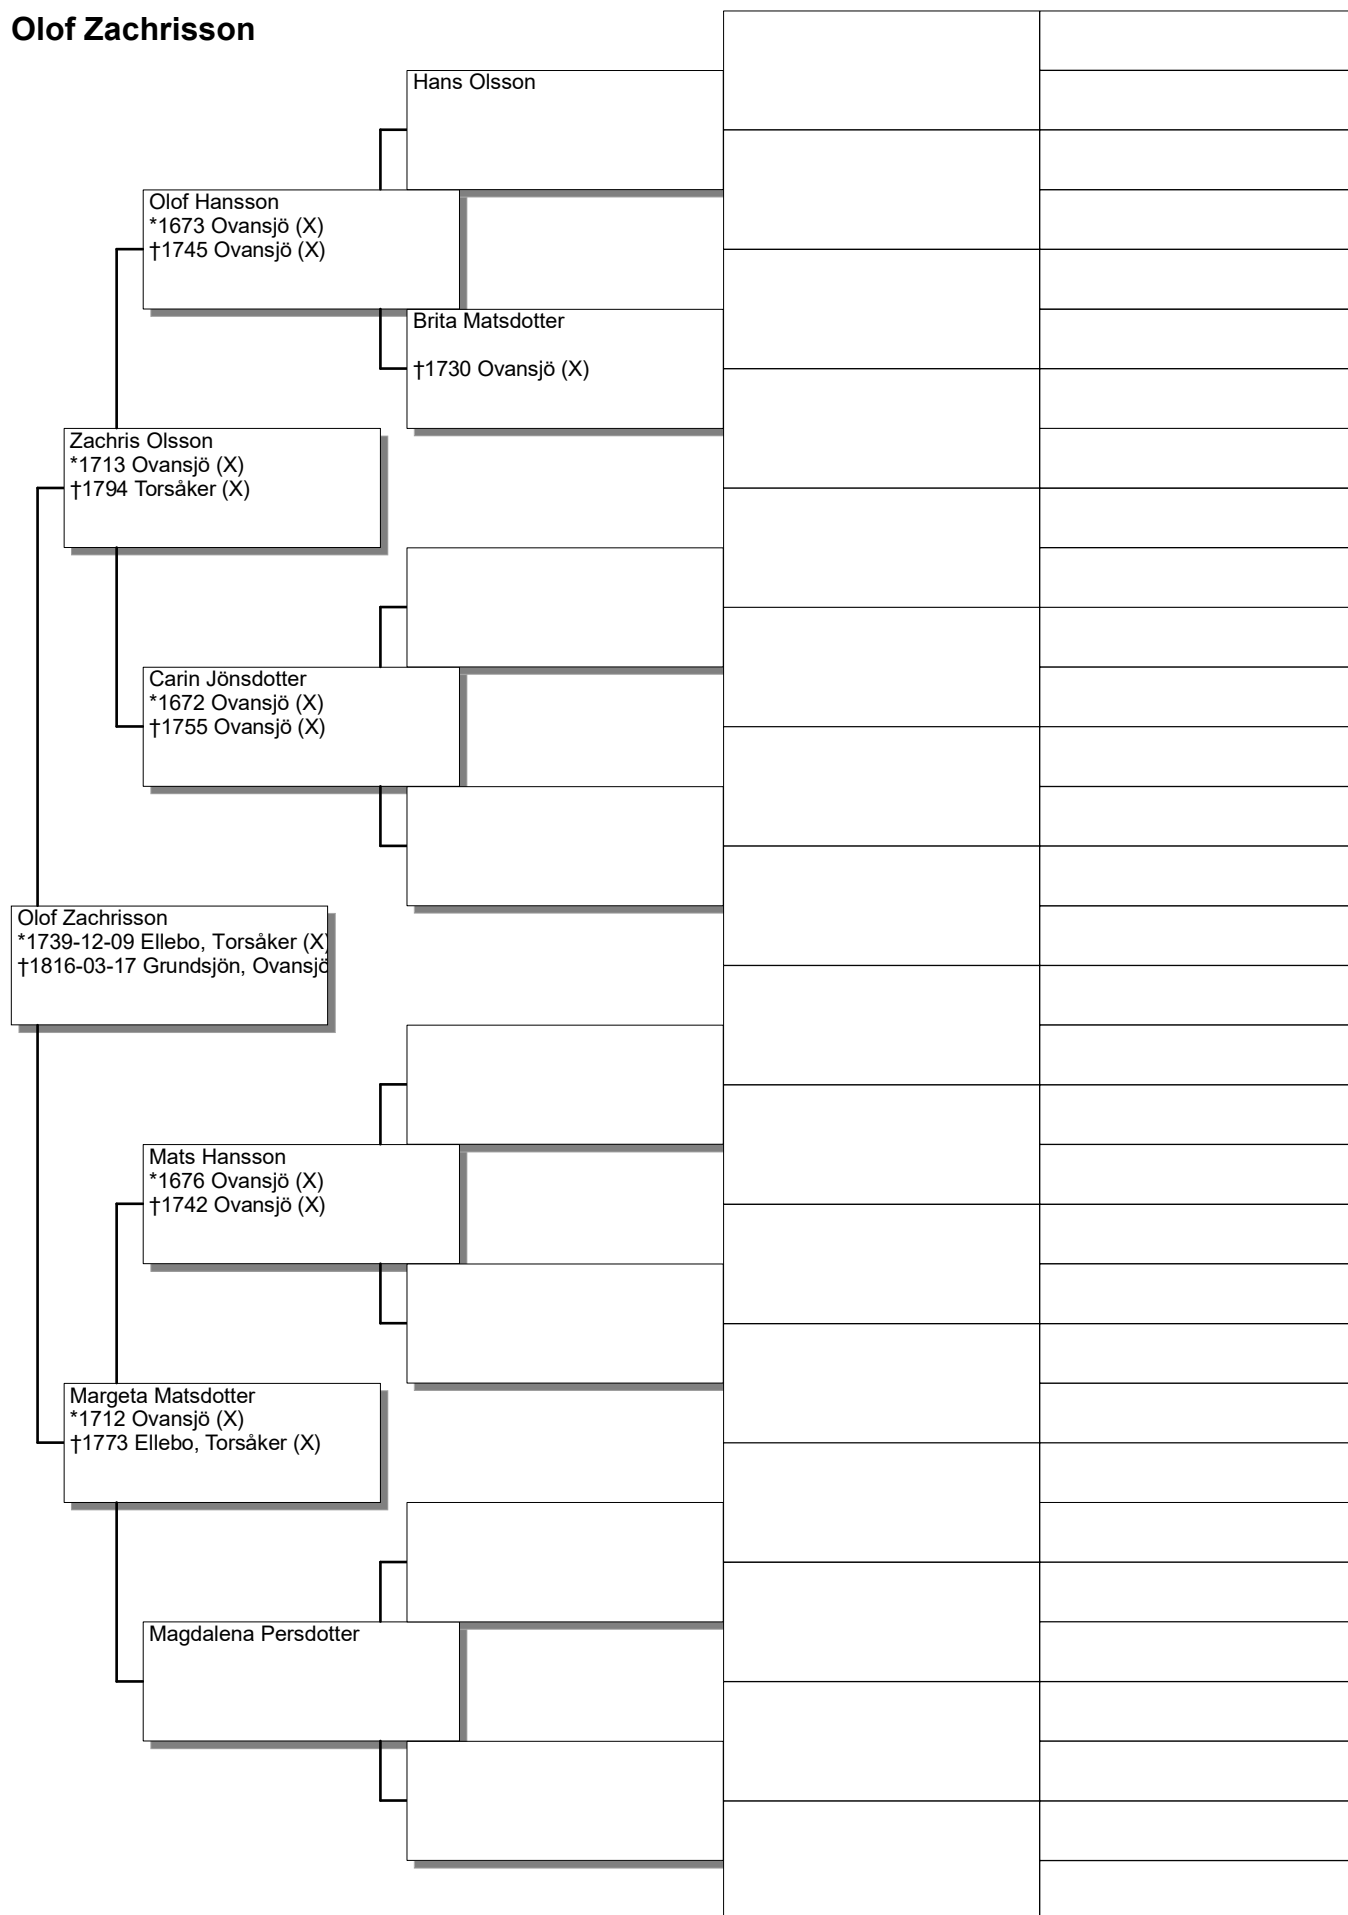 Olof Zachrisson
Hans Olsson
Olof Hansson
*1673 Ovansjö (X)
†1745 Ovansjö (X)
Brita Matsdotter
†1730 Ovansjö (X)
Zachris Olsson
*1713 Ovansjö (X)
†1794 Torsåker (X)
Carin Jönsdotter
*1672 Ovansjö (X)
†1755 Ovansjö (X)
Olof Zachrisson
*1739-12-09 Ellebo, Torsåker (X)
†1816-03-17 Grundsjön, Ovansjö
Mats Hansson
*1676 Ovansjö (X)
†1742 Ovansjö (X)
Margeta Matsdotter
*1712 Ovansjö (X)
†1773 Ellebo, Torsåker (X)
Magdalena Persdotter